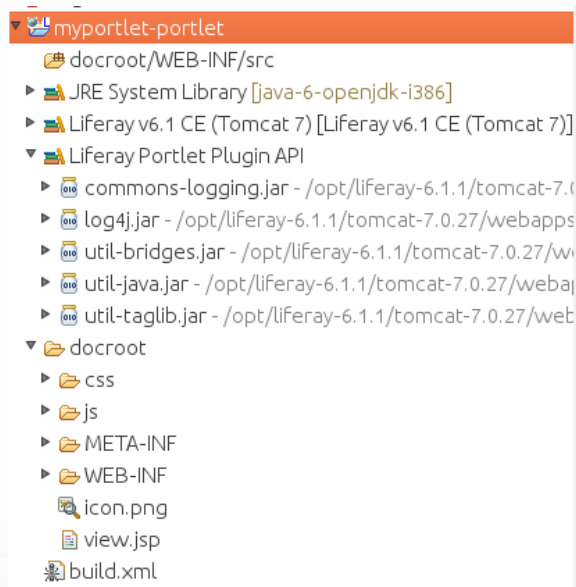 myportlet-portlet
docroot/WEB-INF/src
JRE System Library [java-6-openjdk-i386]
Liferay v6.1 CE (Tomcat 7) [Liferay v6.1 CE (Tomcat 7)]
Liferay Portlet Plugin API
commons-logging.jar - /opt/liferay-6.1.1/tomcat-7.0
log4j.jar - /opt/liferay-6.1.1/tomcat-7.0.27/webapps
util-bridges.jar - /opt/liferay-6.1.1/tomcat-7.0.27/w
util-java.jar - /opt/liferay-6.1.1/tomcat-7.0.27/weba
util-taglib.jar - /opt/liferay-6.1.1/tomcat-7.0.27/web
docroot
css
js
META-INF
WEB-INF
icon.png
view.jsp
build.xml